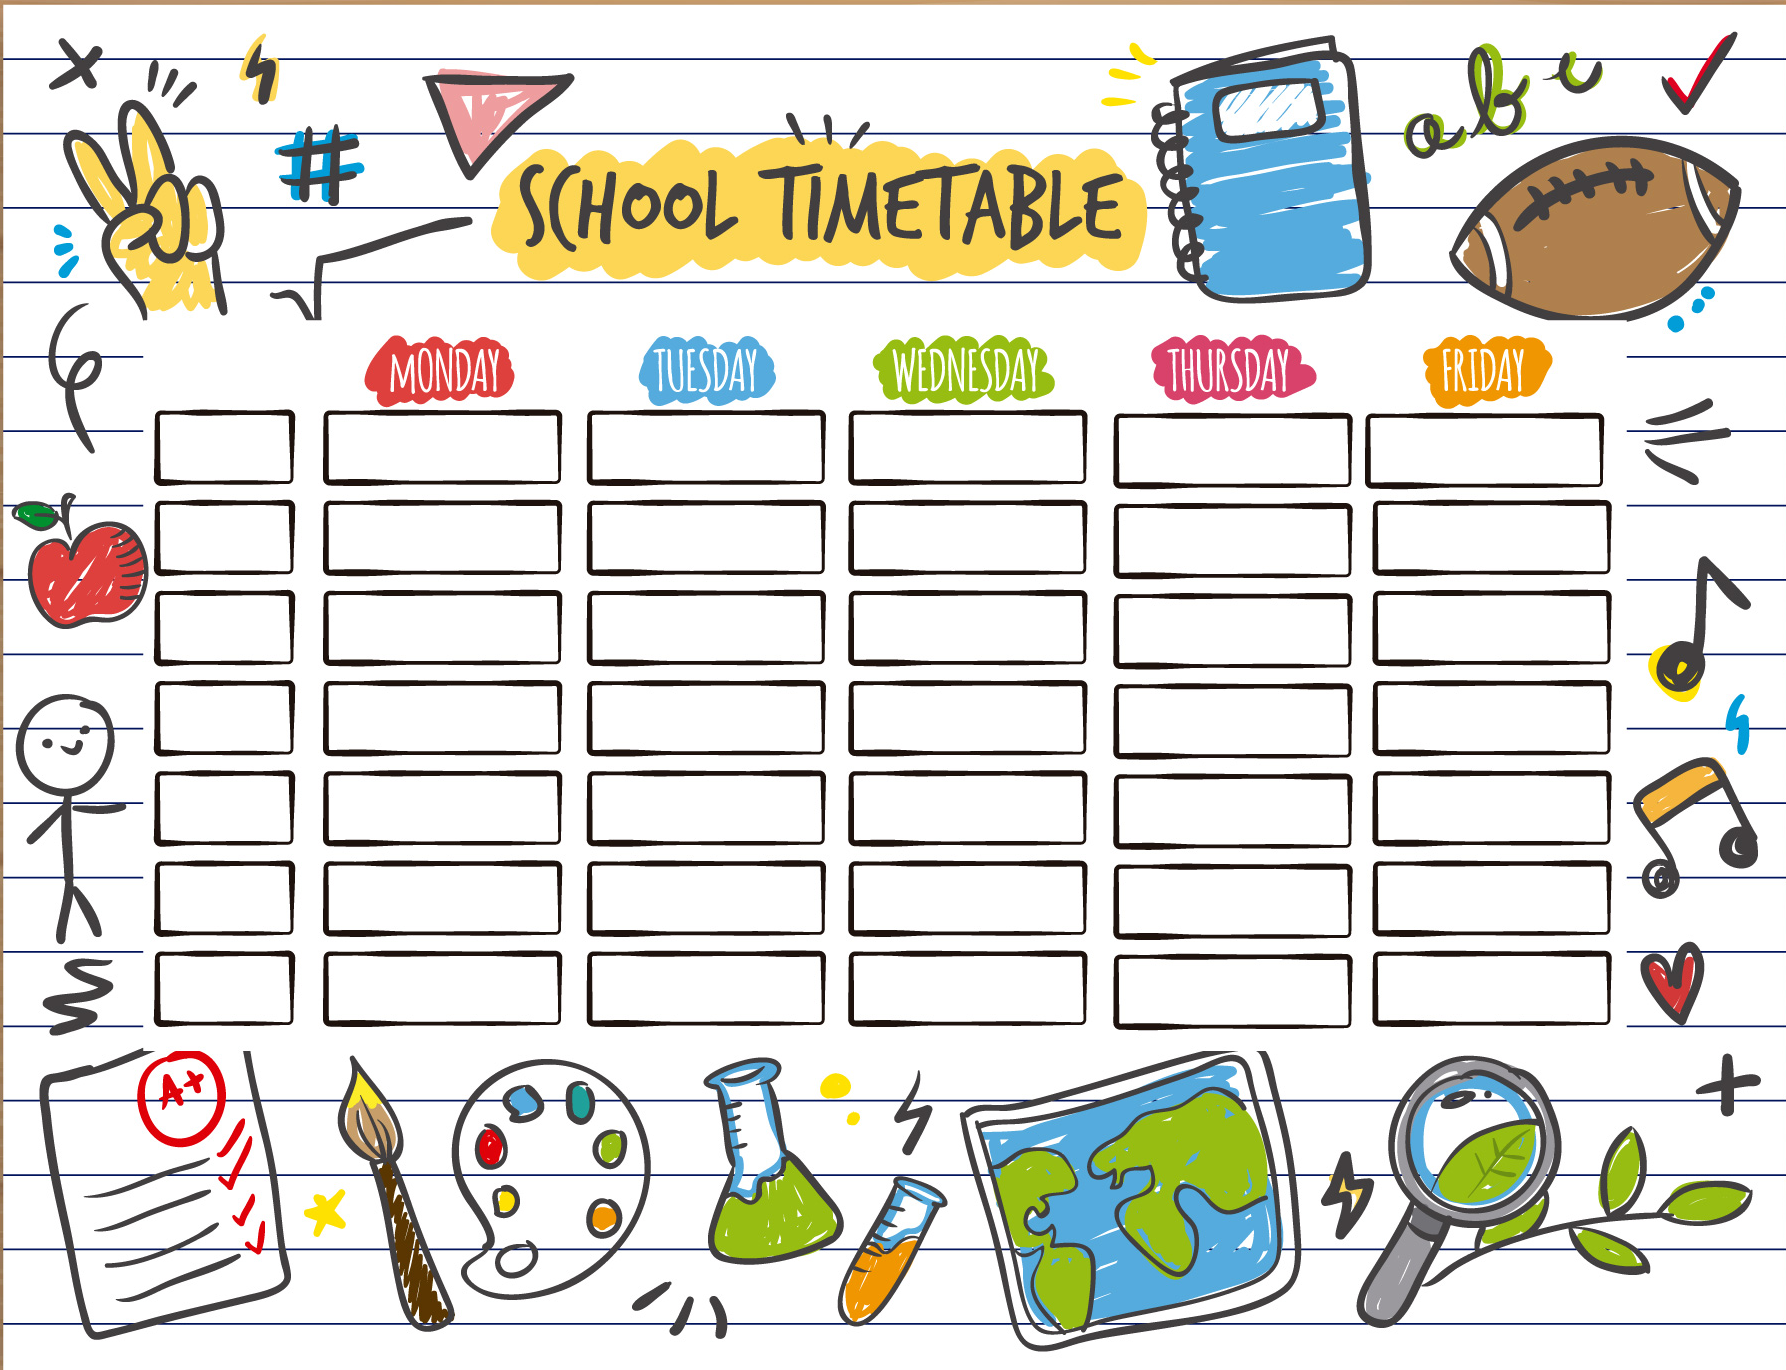 abc
SCHOOL TIMETABLE
MONDAY TUESDAY WEDNESDAY THURSDAY FRIDAY
A+